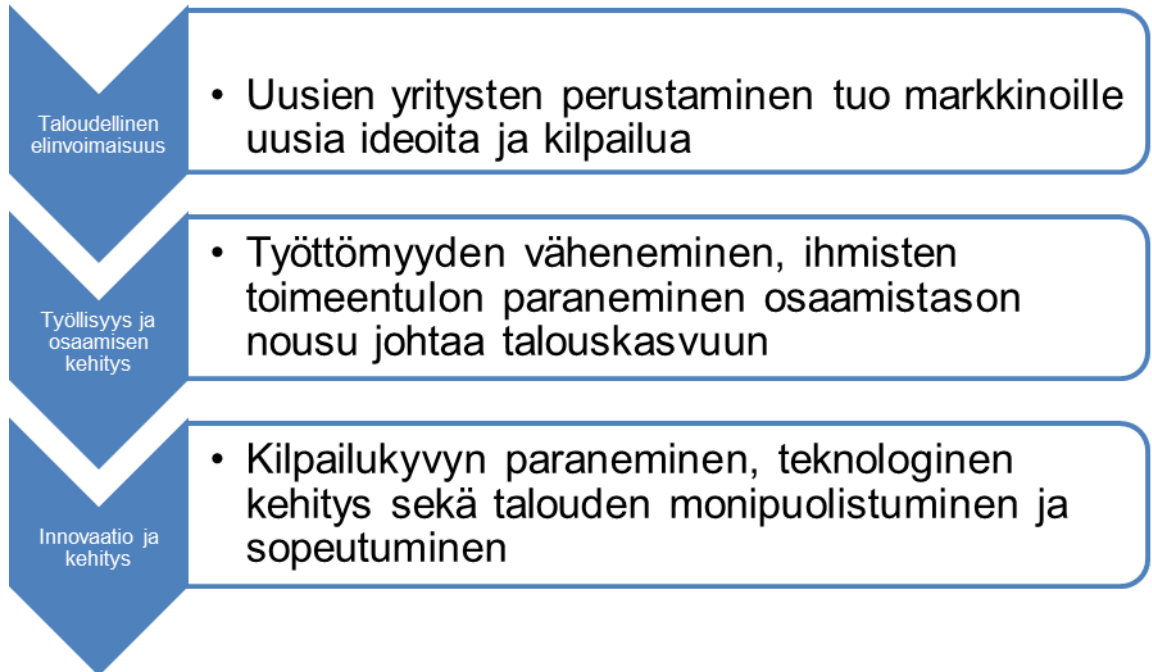 Taloudellinen
elinvoimaisuus
• Uusien yritysten perustaminen tuo markkinoille
uusia ideoita ja kilpailua
Työllisyys ja
osaamisen
kehitys
• Työttömyyden väheneminen, ihmisten
toimeentulon paraneminen osaamistason
nousu johtaa talouskasvuun
Innovaatio ja
kehitys
• Kilpailukyvyn paraneminen, teknologinen
kehitys sekä talouden monipuolistuminen ja
sopeutuminen